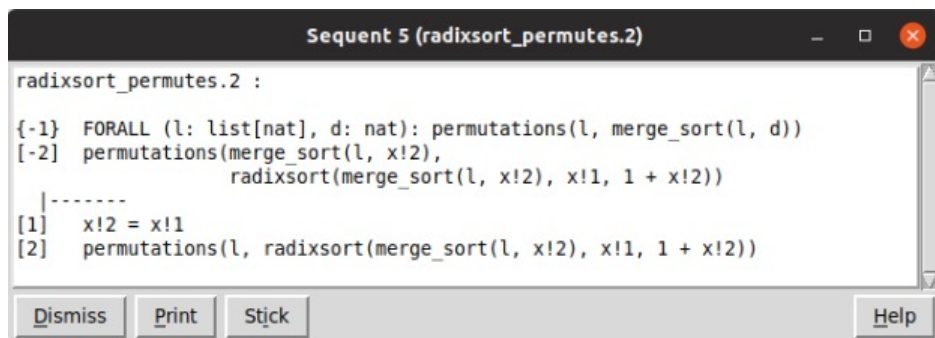 Sequent 5 (radixsort_permutes.2)
radixsort_permutes.2 :
{-1}  FORALL (l: list[nat], d: nat): permutations(l, merge_sort(l, d))
[-2]  permutations(merge_sort(l, x!2),
                   radixsort(merge_sort(l, x!2), x!1, 1 + x!2))
  |-------
[1]   x!2 = x!1
[2]   permutations(l, radixsort(merge_sort(l, x!2), x!1, 1 + x!2))
Dismiss Print Stick Help